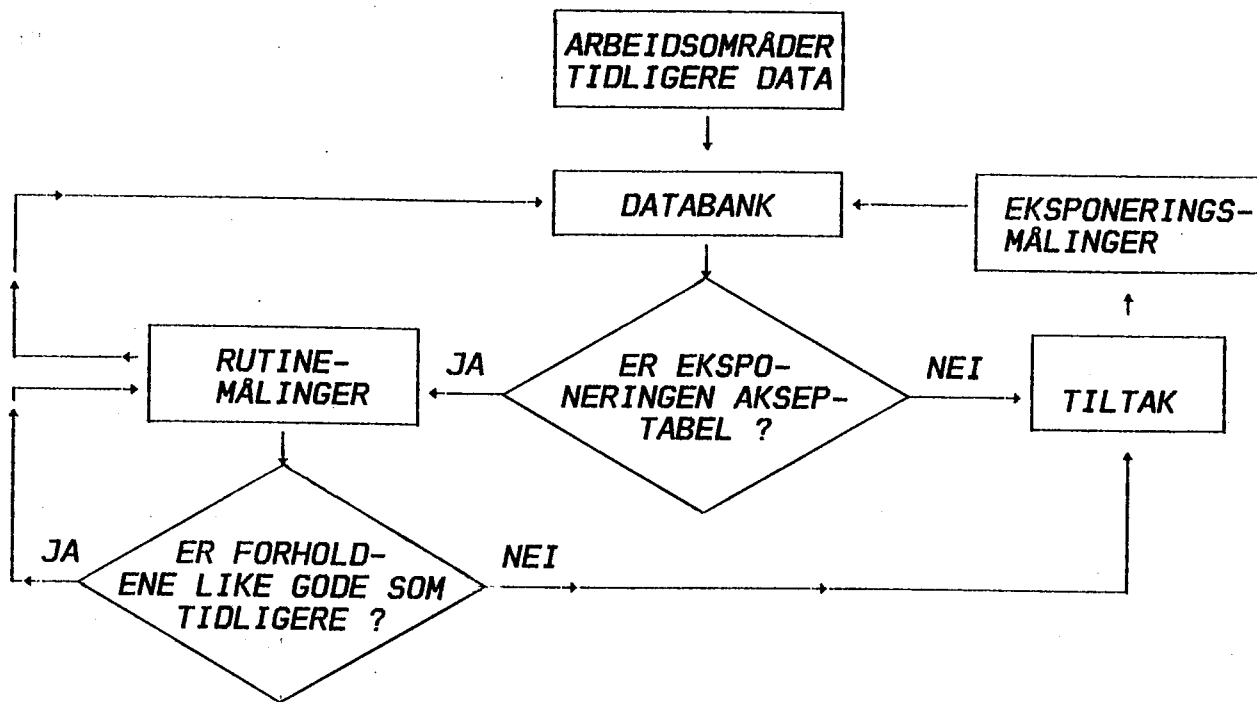 ARBEIDSOMRÅDER
TIDLIGERE DATA
DATABANK
EKSPONERINGS-
MÅLINGER
RUTINE-
MÅLINGER
JA
ER EKSPO-
NERINGEN AKSEP-
TABEL ?
NEI
TILTAK
JA
ER FORHOLD-
ENE LIKE GODE SOM
TIDLIGERE ?
NEI